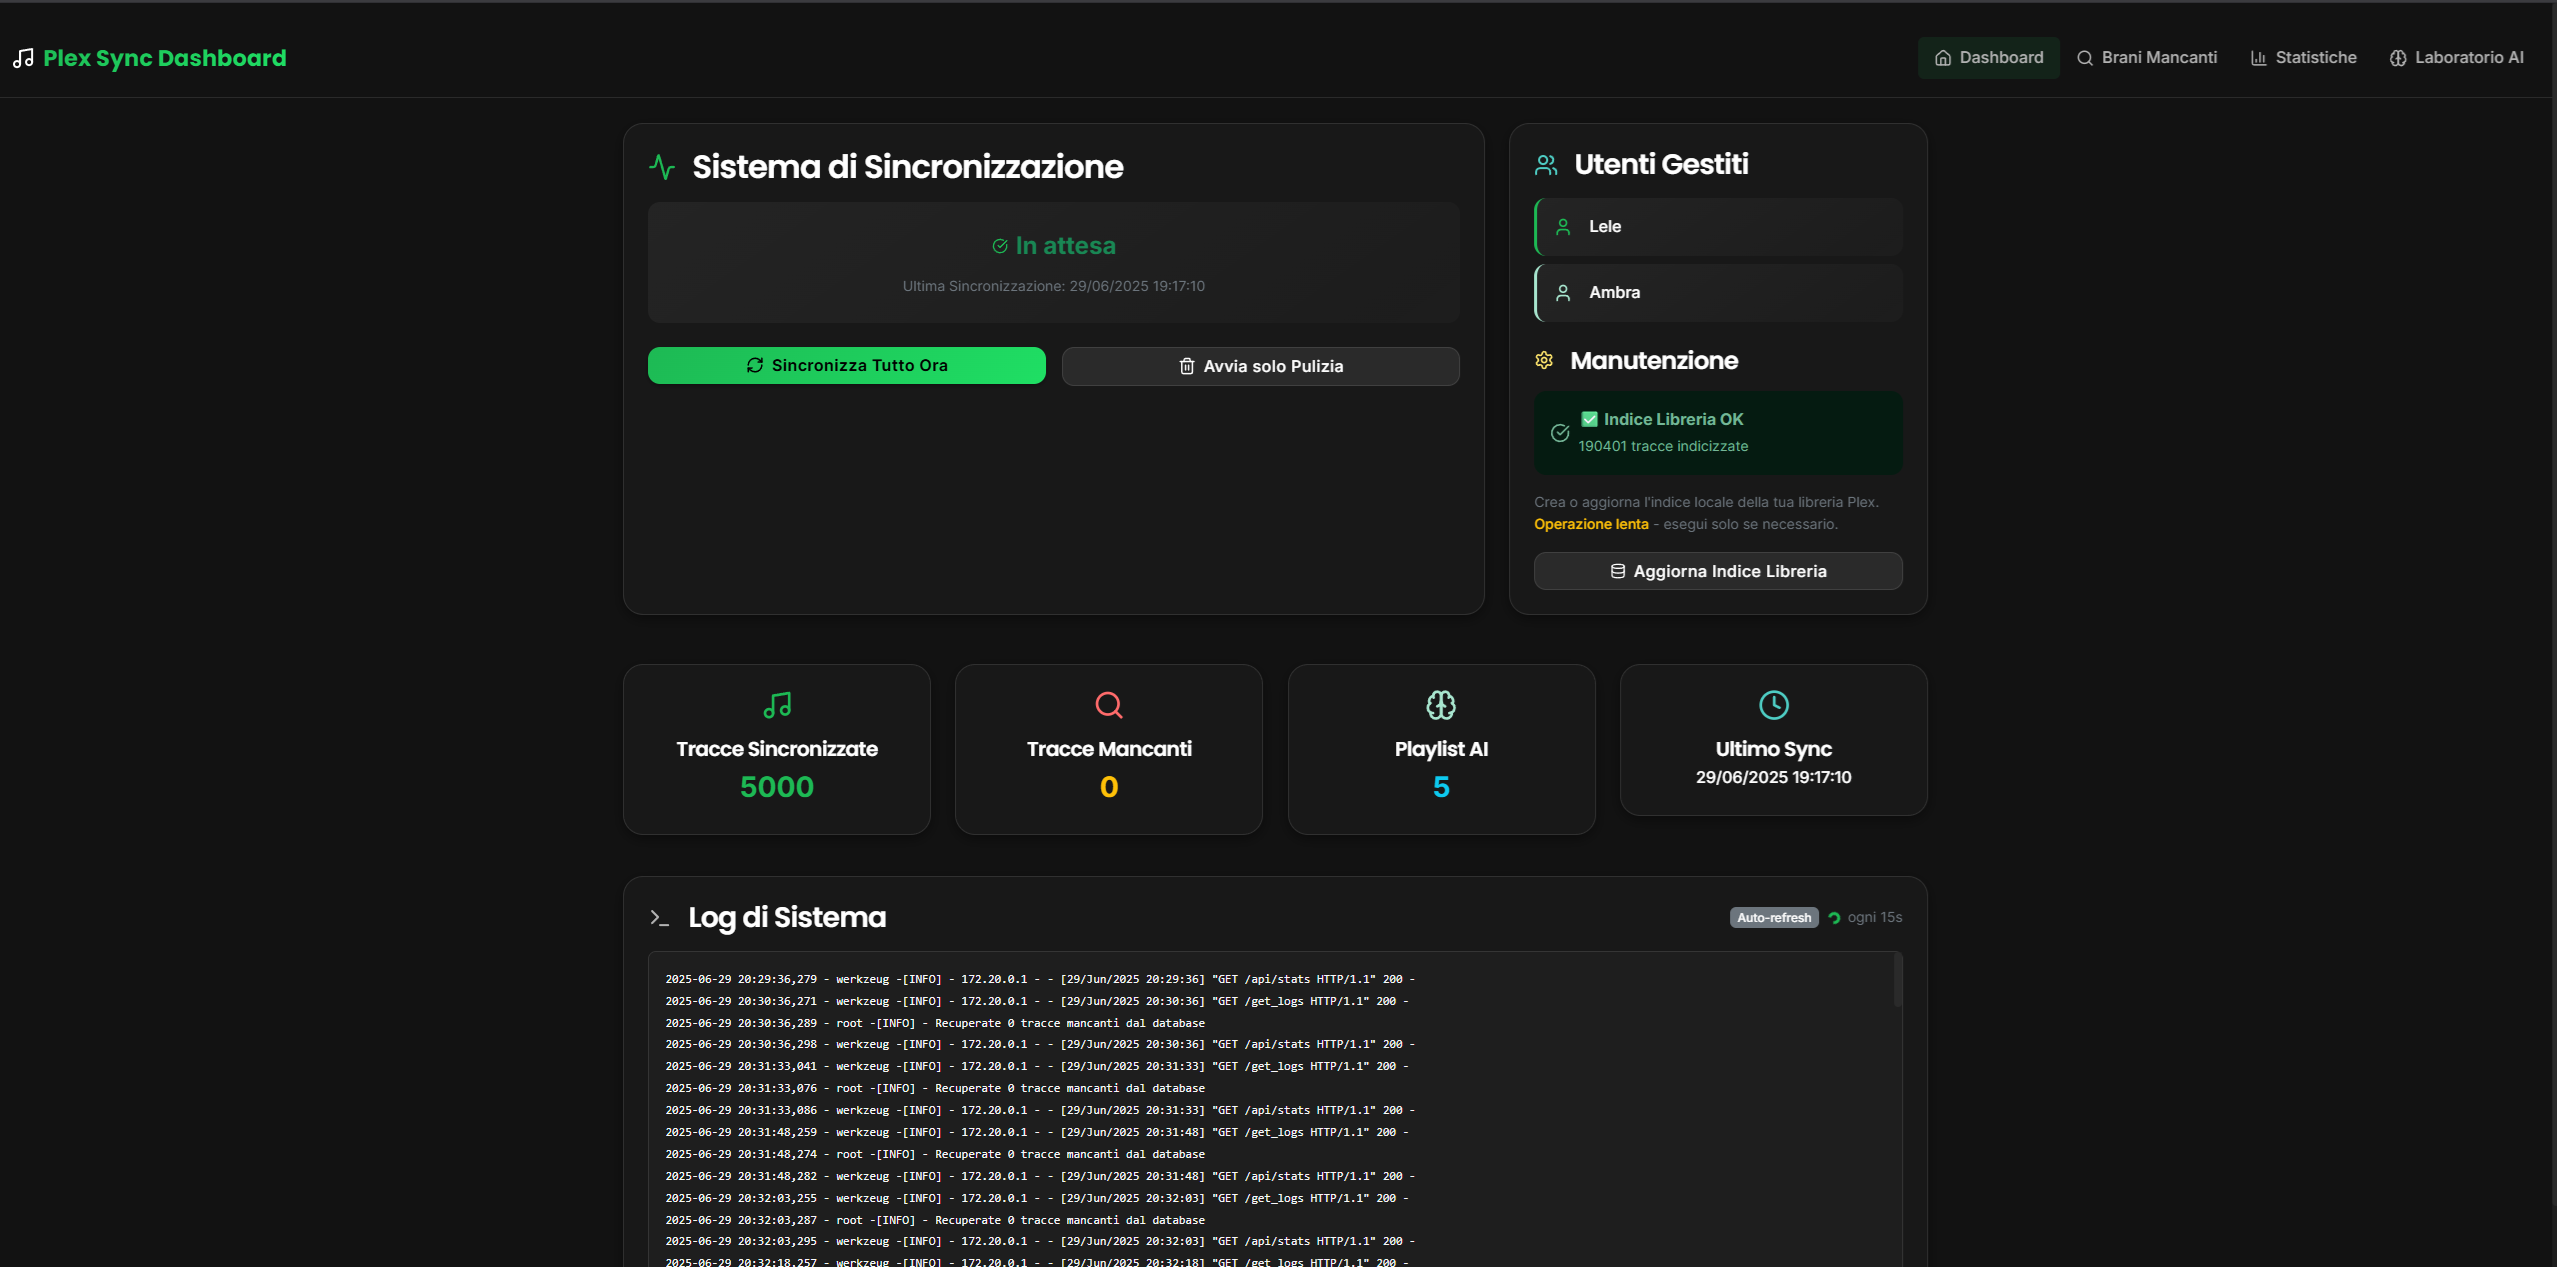 Plex Sync Dashboard
Dashboard
Brani Mancanti
Statistiche
Laboratorio AI
Sistema di Sincronizzazione
In attesa
Ultima Sincronizzazione: 29/06/2025 19:17:10
Sincronizza Tutto Ora
Avvia solo Pulizia
Utenti Gestiti
Lele
Ambra
Manutenzione
✅ Indice Libreria OK
190401 tracce indicizzate
Crea o aggiorna l'indice locale della tua libreria Plex.
Operazione lenta - esegui solo se necessario.
Aggiorna Indice Libreria
Tracce Sincronizzate
5000
Tracce Mancanti
0
Playlist AI
5
Ultimo Sync
29/06/2025 19:17:10
Log di Sistema
Auto-refresh ogni 15s
2025-06-29 20:29:36,279 - werkzeug -[INFO] - 172.20.0.1 - - [29/Jun/2025 20:29:36] "GET /api/stats HTTP/1.1" 200 -
2025-06-29 20:30:36,271 - werkzeug -[INFO] - 172.20.0.1 - - [29/Jun/2025 20:30:36] "GET /get_logs HTTP/1.1" 200 -
2025-06-29 20:30:36,289 - root -[INFO] - Recuperate 0 tracce mancanti dal database
2025-06-29 20:30:36,298 - werkzeug -[INFO] - 172.20.0.1 - - [29/Jun/2025 20:30:36] "GET /api/stats HTTP/1.1" 200 -
2025-06-29 20:31:33,041 - werkzeug -[INFO] - 172.20.0.1 - - [29/Jun/2025 20:31:33] "GET /get_logs HTTP/1.1" 200 -
2025-06-29 20:31:33,076 - root -[INFO] - Recuperate 0 tracce mancanti dal database
2025-06-29 20:31:33,086 - werkzeug -[INFO] - 172.20.0.1 - - [29/Jun/2025 20:31:33] "GET /api/stats HTTP/1.1" 200 -
2025-06-29 20:31:48,259 - werkzeug -[INFO] - 172.20.0.1 - - [29/Jun/2025 20:31:48] "GET /get_logs HTTP/1.1" 200 -
2025-06-29 20:31:48,274 - root -[INFO] - Recuperate 0 tracce mancanti dal database
2025-06-29 20:31:48,282 - werkzeug -[INFO] - 172.20.0.1 - - [29/Jun/2025 20:31:48] "GET /api/stats HTTP/1.1" 200 -
2025-06-29 20:32:03,255 - werkzeug -[INFO] - 172.20.0.1 - - [29/Jun/2025 20:32:03] "GET /get_logs HTTP/1.1" 200 -
2025-06-29 20:32:03,287 - root -[INFO] - Recuperate 0 tracce mancanti dal database
2025-06-29 20:32:03,295 - werkzeug -[INFO] - 172.20.0.1 - - [29/Jun/2025 20:32:03] "GET /api/stats HTTP/1.1" 200 -
2025-06-29 20:32:18,257 - werkzeug -[INFO] - 172.20.0.1 - - [29/Jun/2025 20:32:18] "GET /get_logs HTTP/1.1" 200 -